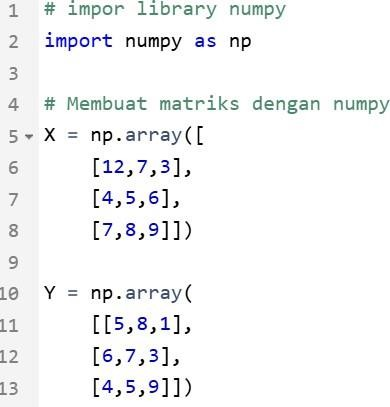 1 # impor library numpy
2 import numpy as np
3
4 # Membuat matriks dengan numpy
5 X = np.array([
6     [12,7,3],
7     [4,5,6],
8     [7,8,9]])
9
10 Y = np.array(
11     [[5,8,1],
12     [6,7,3],
13     [4,5,9]])